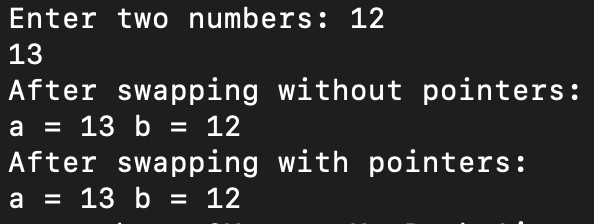 Enter two numbers: 12
13
After swapping without pointers:
a = 13 b = 12
After swapping with pointers:
a = 13 b = 12